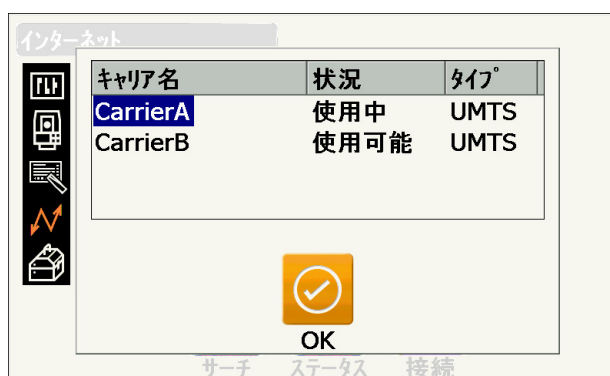 インターネット
ｷｬﾘｱ名 状況 ﾀｲﾌﾟ
CarrierA 使用中 UMTS
CarrierB 使用可能 UMTS
OK
サーチ ステータス 接続